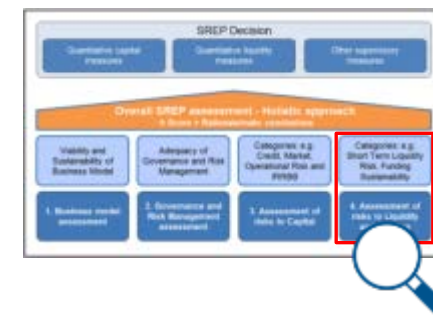 SREP Decision
Quantitative capital
measures
Quantitative liquidity
measures
Other supervisory
measures
Overall SREP assessment - Holistic approach
Viability and
Sustainability of
Business Model
Adequacy of
Governance and Risk
Management
Categories: e.g.
Credit, Market,
Operational Risk and
IRRBB
Categories: e.g.
Short Term Liquidity
Risk, Funding
Sustainability
1. Business model
assessment
2. Governance and
Risk Management
assessment
3. Assessment of
risks to Capital
4. Assessment of
risks to Liquidity